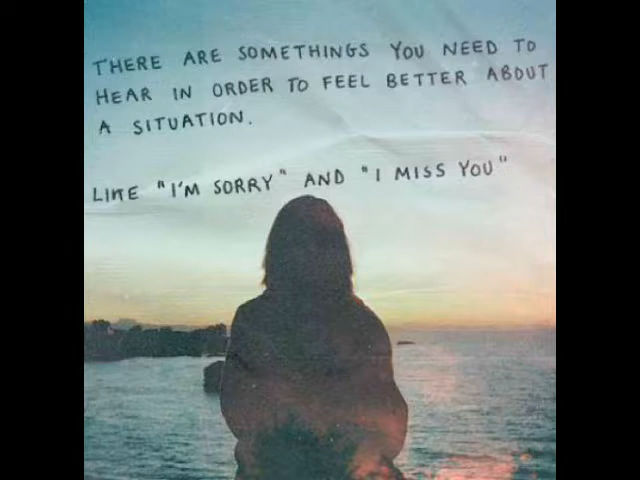 THERE ARE SOMETHINGS YOU NEED TO
HEAR IN ORDER TO FEEL BETTER ABOUT
A SITUATION.
LIKE "I'M SORRY" AND "I MISS YOU"